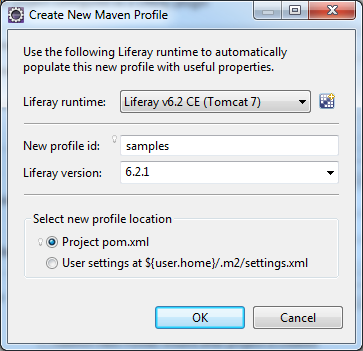 Create New Maven Profile
Use the following Liferay runtime to automatically
populate this new profile with useful properties.
Liferay runtime: Liferay v6.2 CE (Tomcat 7)
New profile id: samples
Liferay version: 6.2.1
Select new profile location
Project pom.xml
User settings at ${user.home}/.m2/settings.xml
OK Cancel